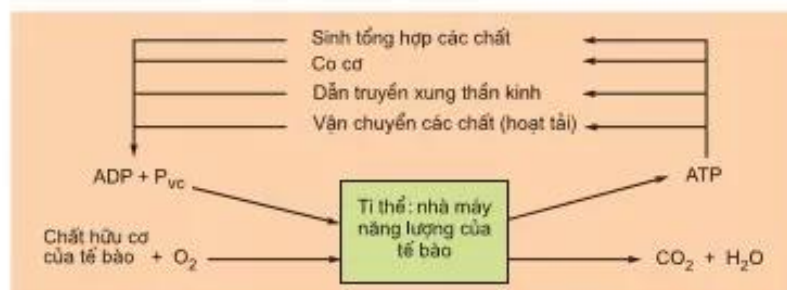 Sinh tổng hợp các chất
Co cơ
Dẫn truyền xung thần kinh
Vận chuyển các chất (hoạt tải)
ADP + Pvc
ATP
Ti thể: nhà máy
năng lượng của
tế bào
Chất hữu cơ
của tế bào + O2
CO2 + H2O